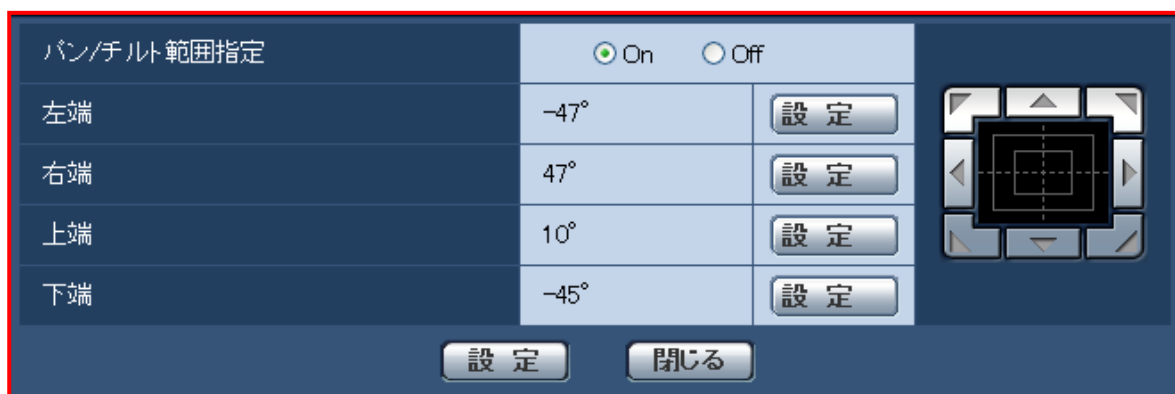 パン/チルト範囲指定 On Off
左端 -47° 設 定
右端 47° 設 定
上端 10° 設 定
下端 -45° 設 定
設 定 閉じる